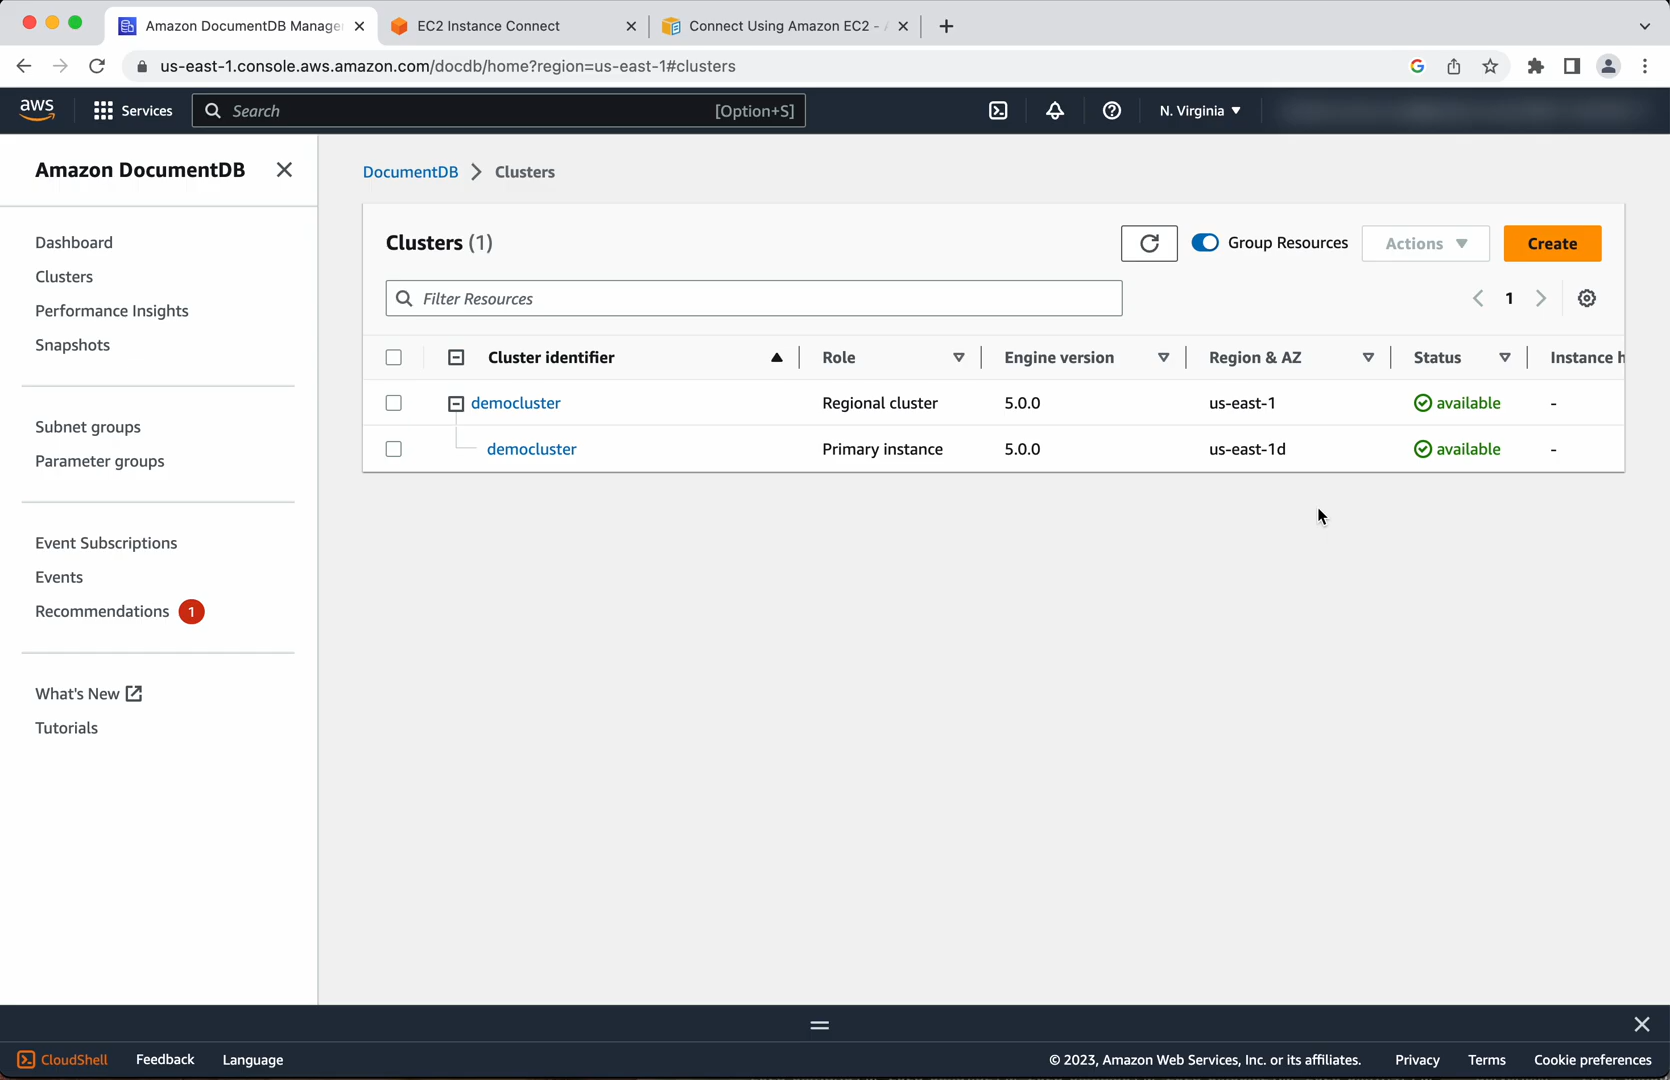 Amazon DocumentDB Manage
EC2 Instance Connect
Connect Using Amazon EC2 -
us-east-1.console.aws.amazon.com/docdb/home?region=us-east-1#clusters
aws
Services
Search
[Option+S]
N. Virginia
Amazon DocumentDB
Dashboard
Clusters
Performance Insights
Snapshots
Subnet groups
Parameter groups
Event Subscriptions
Events
Recommendations 1
What's New
Tutorials
DocumentDB > Clusters
Clusters (1)
Group Resources
Actions
Create
Filter Resources
1
Cluster identifier Role Engine version Region & AZ Status Instance h
democluster Regional cluster 5.0.0 us-east-1 available -
democluster Primary instance 5.0.0 us-east-1d available -
CloudShell Feedback Language © 2023, Amazon Web Services, Inc. or its affiliates. Privacy Terms Cookie preferences